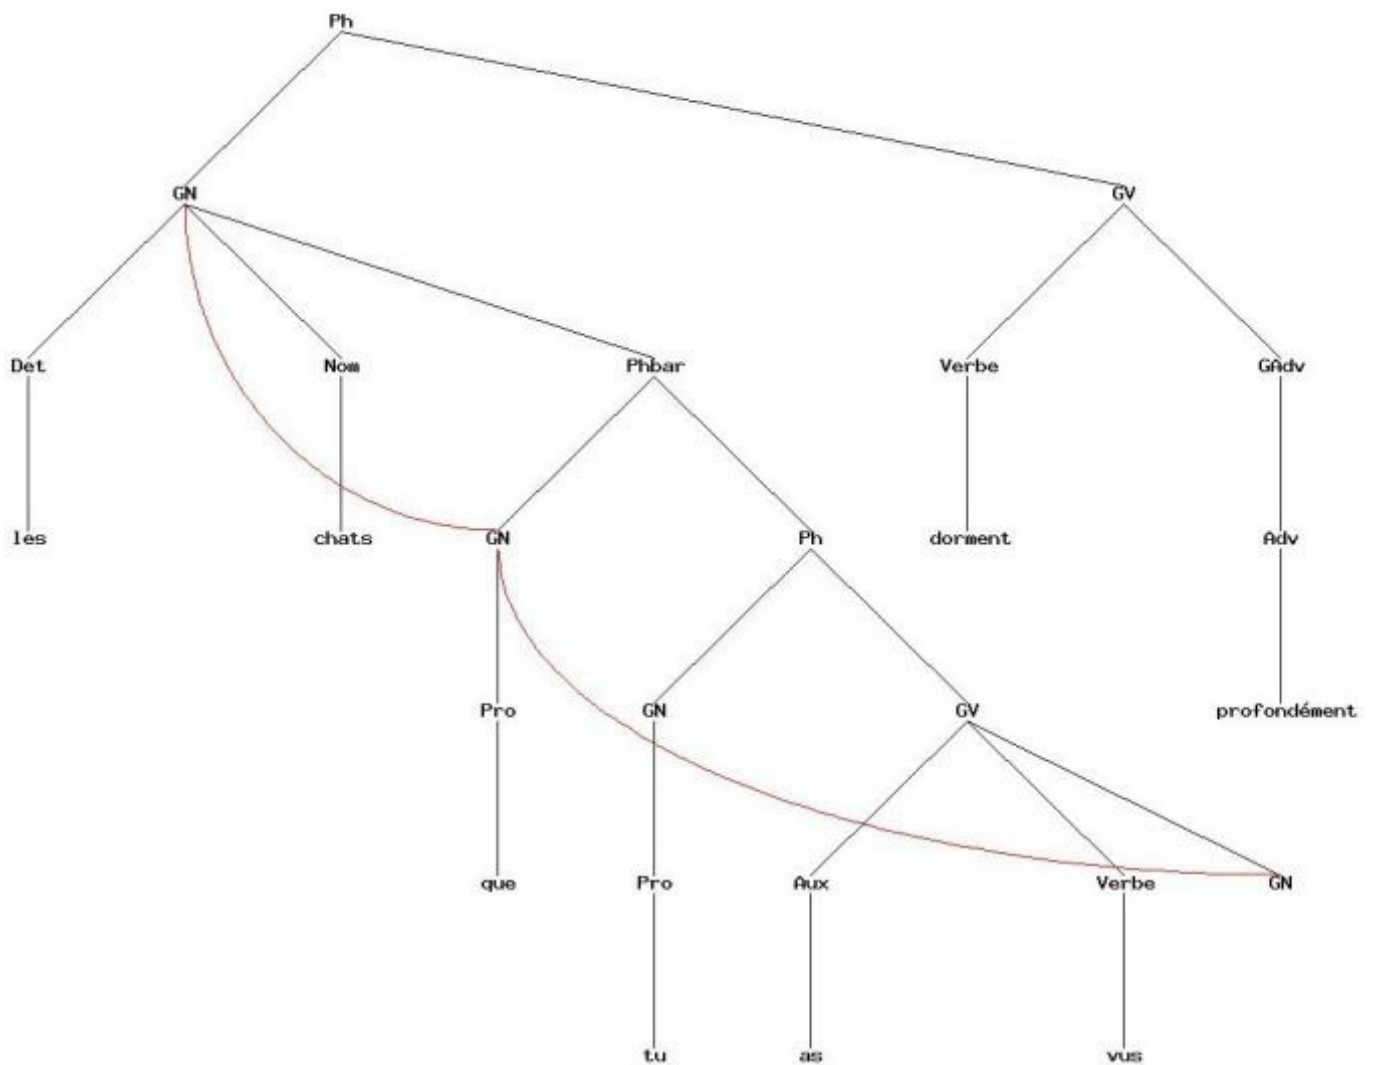 Ph
GN GV
Det Nom Phbar Verbe GAdv
les chats GN Ph dorment Adv
Pro GN GV profondément
que Pro Aux Verbe GN
tu as vus